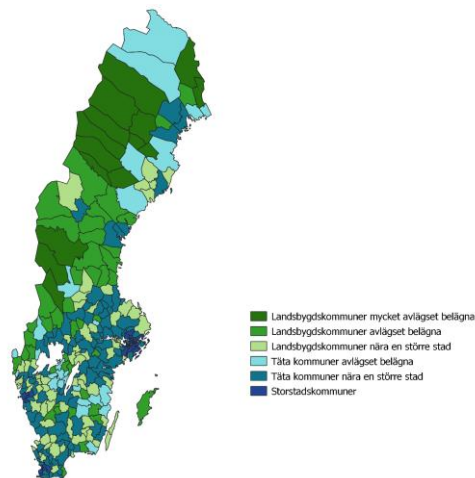 Landsbygdskommuner mycket avlägset belägna
Landsbygdskommuner avlägset belägna
Landsbygdskommuner nära en större stad
Täta kommuner avlägset belägna
Täta kommuner nära en större stad
Storstadskommuner